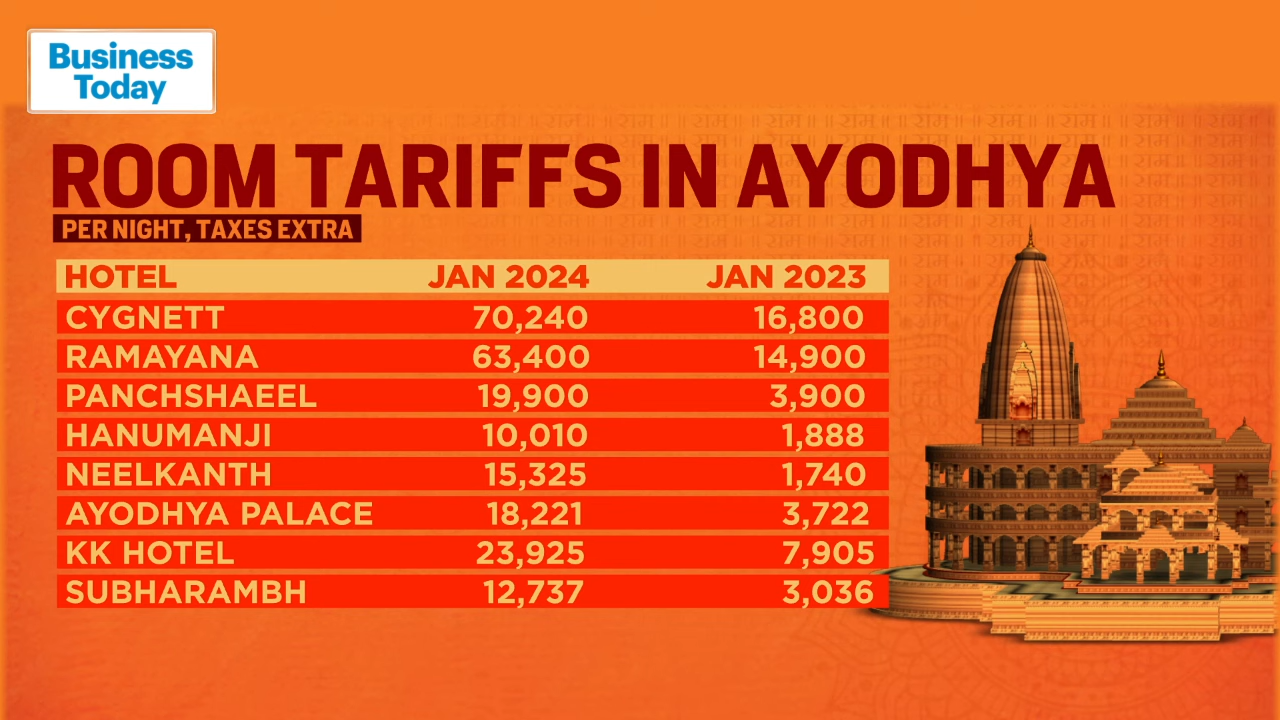 Business
Today
ROOM TARIFFS IN AYODHYA
PER NIGHT, TAXES EXTRA
HOTEL JAN 2024 JAN 2023
CYGNETT 70,240 16,800
RAMAYANA 63,400 14,900
PANCHSHAEEL 19,900 3,900
HANUMANJI 10,010 1,888
NEELKANTH 15,325 1,740
AYODHYA PALACE 18,221 3,722
KK HOTEL 23,925 7,905
SUBHARAMBH 12,737 3,036